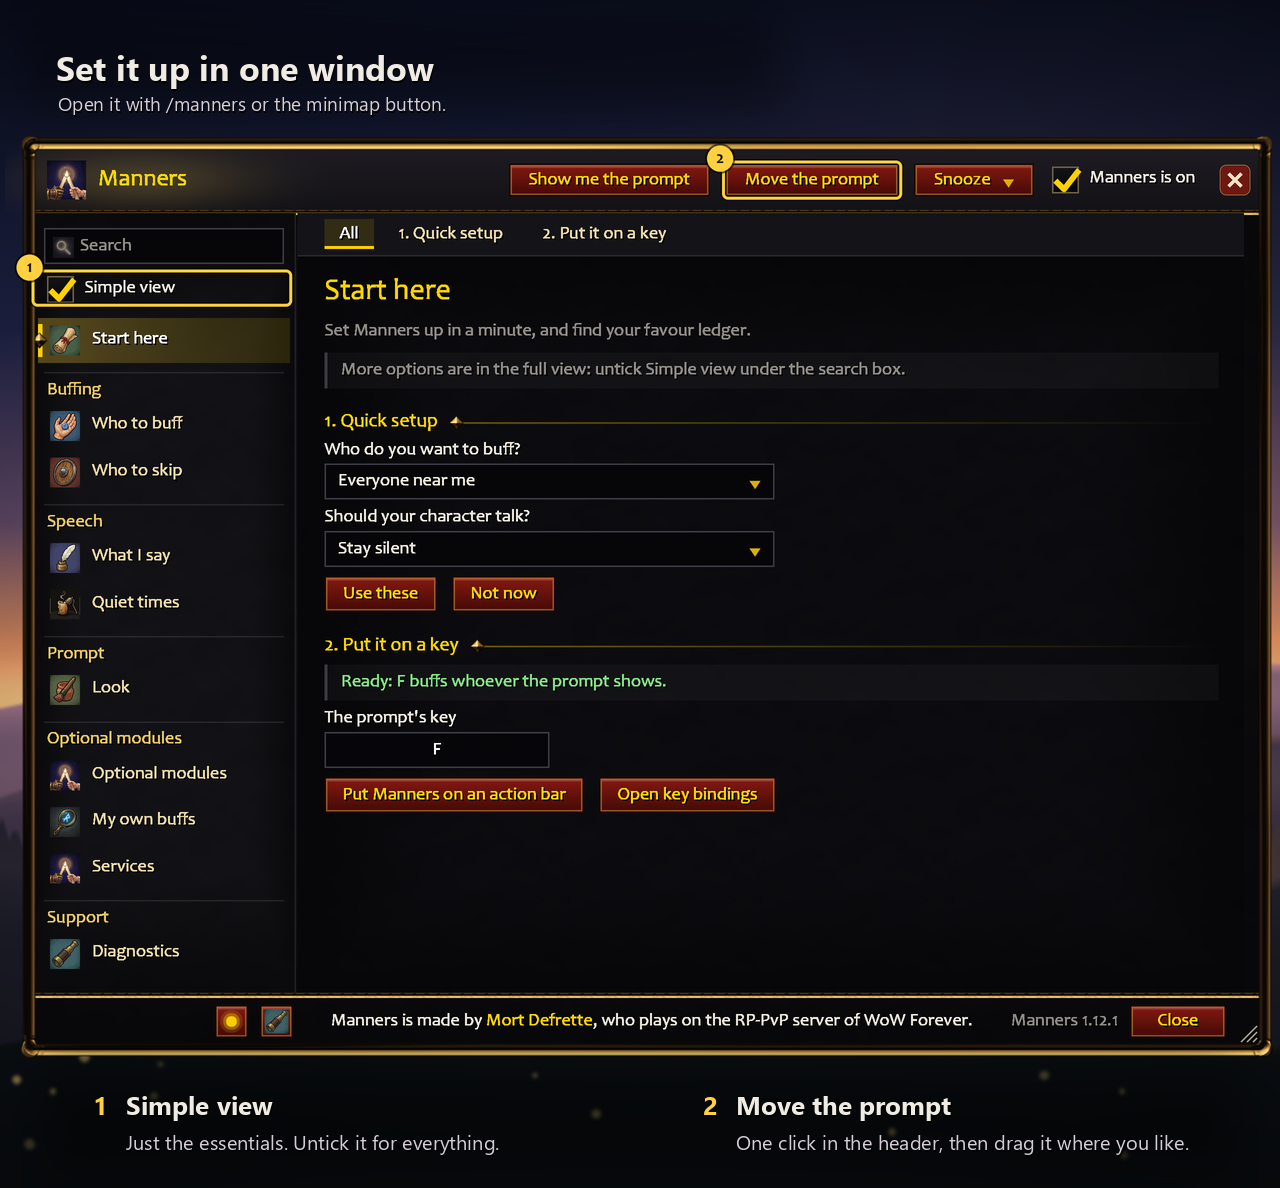 Set it up in one window
Open it with /manners or the minimap button.
Manners
Show me the prompt
2
Move the prompt
Snooze
Manners is on
Search
1
Simple view
Start here
Buffing
Who to buff
Who to skip
Speech
What I say
Quiet times
Prompt
Look
Optional modules
Optional modules
My own buffs
Services
Support
Diagnostics
All
1. Quick setup
2. Put it on a key
Start here
Set Manners up in a minute, and find your favour ledger.
More options are in the full view: untick Simple view under the search box.
1. Quick setup
Who do you want to buff?
Everyone near me
Should your character talk?
Stay silent
Use these
Not now
2. Put it on a key
Ready: F buffs whoever the prompt shows.
The prompt's key
F
Put Manners on an action bar
Open key bindings
Manners is made by Mort Defrette, who plays on the RP-PvP server of WoW Forever.
Manners 1.12.1
Close
1 Simple view
Just the essentials. Untick it for everything.
2 Move the prompt
One click in the header, then drag it where you like.